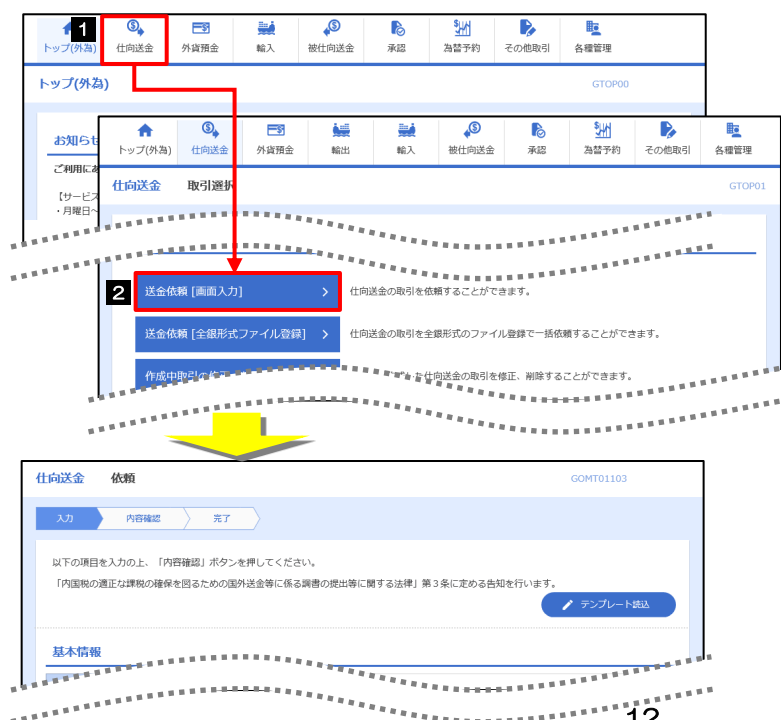 1
トップ(外為) 仕向送金 外貨預金 輸入 被仕向送金 承認 為替予約 その他取引 各種管理
トップ(外為) GTOP00
お知らせ
ご利用にあ
【サービス
・月曜日～
トップ(外為) 仕向送金 外貨預金 輸出 輸入 被仕向送金 承認 為替予約 その他取引 各種管理
仕向送金 取引選択 GTOP01
2
送金依頼 [画面入力] 仕向送金の取引を依頼することができます。
送金依頼 [全銀形式ファイル登録] 仕向送金の取引を全銀形式のファイル登録で一括依頼することができます。
作成中取引の修正 仕向送金の取引を修正、削除することができます。
仕向送金 依頼 GOMT01103
入力 内容確認 完了
以下の項目を入力の上、「内容確認」ボタンを押してください。
「内国税の適正な課税の確保を図るための国外送金等に係る調書の提出等に関する法律」第3条に定める告知を行います。
テンプレート読込
基本情報
12